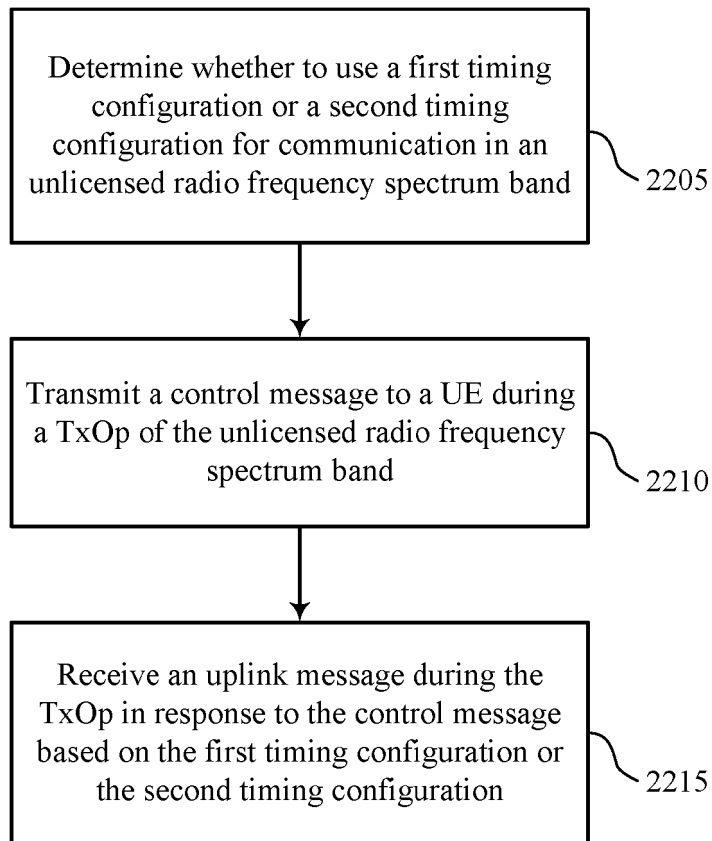 Determine whether to use a first timing
configuration or a second timing
configuration for communication in an
unlicensed radio frequency spectrum band
2205
Transmit a control message to a UE during
a TxOp of the unlicensed radio frequency
spectrum band
2210
Receive an uplink message during the
TxOp in response to the control message
based on the first timing configuration or
the second timing configuration
2215